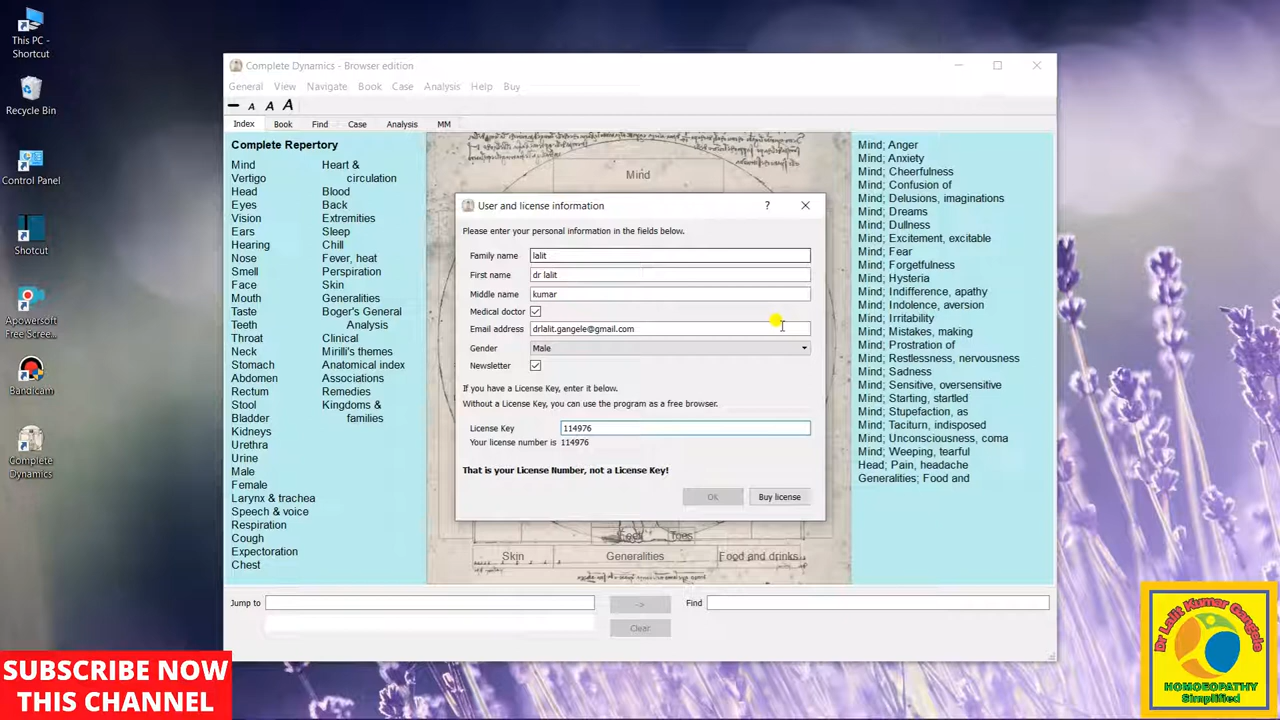 This PC -
Shortcut
Recycle Bin
Control Panel
Shotcut
Apowersoft
Free Scree...
Bandicam
Complete
Dynamics
Complete Dynamics - Browser edition
General View Navigate Book Case Analysis Help Buy
A A A
Index Book Find Case Analysis MM
Complete Repertory
Mind
Vertigo
Head
Eyes
Vision
Ears
Hearing
Nose
Smell
Face
Mouth
Taste
Teeth
Throat
Neck
Stomach
Abdomen
Rectum
Stool
Bladder
Kidneys
Urethra
Urine
Male
Female
Larynx & trachea
Speech & voice
Respiration
Cough
Expectoration
Chest
Heart &
circulation
Blood
Back
Extremities
Sleep
Chill
Fever, heat
Perspiration
Skin
Generalities
Boger's General
Analysis
Clinical
Mirilli's themes
Anatomical index
Associations
Remedies
Kingdoms &
families
Mind
User and license information
?
Please enter your personal information in the fields below.
Family name lalit
First name dr lalit
Middle name kumar
Medical doctor
Email address drlalit.gangele@gmail.com
Gender Male
Newsletter
If you have a License Key, enter it below.
Without a License Key, you can use the program as a free browser.
License Key 114976
Your license number is 114976
That is your License Number, not a License Key!
OK Buy license
Feet Toes
Skin Generalities Food and drinks
Mind; Anger
Mind; Anxiety
Mind; Cheerfulness
Mind; Confusion of
Mind; Delusions, imaginations
Mind; Dreams
Mind; Dullness
Mind; Excitement, excitable
Mind; Fear
Mind; Forgetfulness
Mind; Hysteria
Mind; Indifference, apathy
Mind; Indolence, aversion
Mind; Irritability
Mind; Mistakes, making
Mind; Prostration of
Mind; Restlessness, nervousness
Mind; Sadness
Mind; Sensitive, oversensitive
Mind; Starting, startled
Mind; Stupefaction, as
Mind; Taciturn, indisposed
Mind; Unconsciousness, coma
Mind; Weeping, tearful
Head; Pain, headache
Generalities; Food and
Jump to -> Find
Clear
SUBSCRIBE NOW
THIS CHANNEL
Dr Lalit Kumar Gangele
HOMOEOPATHY
Simplified